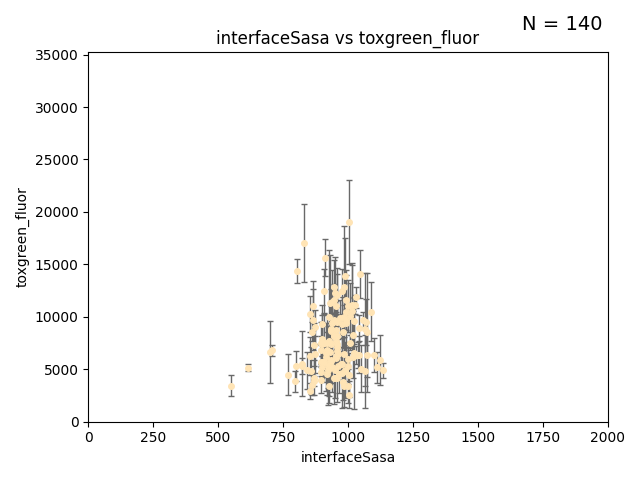 N = 140
interfaceSasa vs toxgreen_fluor
35000
30000
25000
20000
15000
10000
5000
0
toxgreen_fluor
0 250 500 750 1000 1250 1500 1750 2000
interfaceSasa